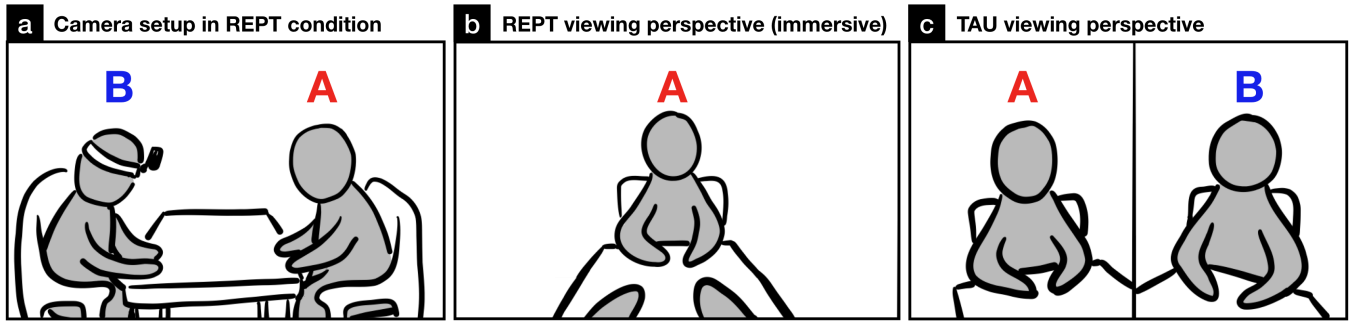 a Camera setup in REPT condition
B A
b REPT viewing perspective (immersive)
A
c TAU viewing perspective
A B